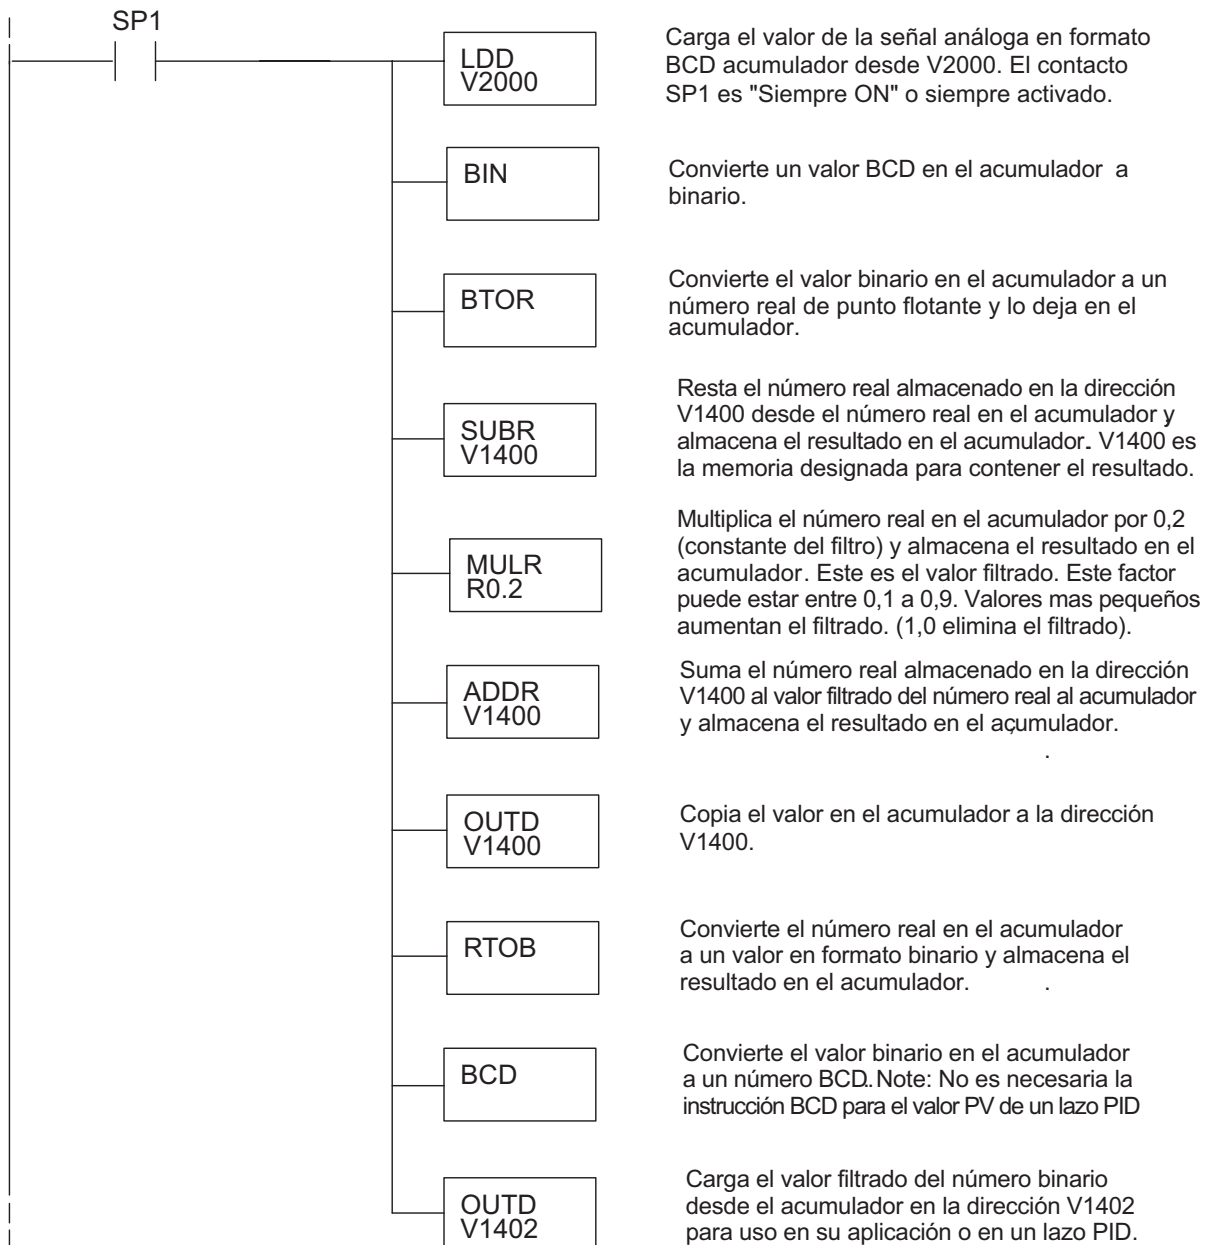 SP1
LDD
V2000
Carga el valor de la señal análoga en formato
BCD acumulador desde V2000. El contacto
SP1 es "Siempre ON" o siempre activado.
BIN
Convierte un valor BCD en el acumulador a
binario.
BTOR
Convierte el valor binario en el acumulador a un
número real de punto flotante y lo deja en el
acumulador.
SUBR
V1400
Resta el número real almacenado en la dirección
V1400 desde el número real en el acumulador y
almacena el resultado en el acumulador. V1400 es
la memoria designada para contener el resultado.
MULR
R0.2
Multiplica el número real en el acumulador por 0,2
(constante del filtro) y almacena el resultado en el
acumulador. Este es el valor filtrado. Este factor
puede estar entre 0,1 a 0,9. Valores mas pequeños
aumentan el filtrado. (1,0 elimina el filtrado).
ADDR
V1400
Suma el número real almacenado en la dirección
V1400 al valor filtrado del número real al acumulador
y almacena el resultado en el acumulador.
.
OUTD
V1400
Copia el valor en el acumulador a la dirección
V1400.
RTOB
Convierte el número real en el acumulador
a un valor en formato binario y almacena el
resultado en el acumulador. .
BCD
Convierte el valor binario en el acumulador
a un número BCD.. Note: No es necesaria la
instrucción BCD para el valor PV de un lazo PID
OUTD
V1402
Carga el valor filtrado del número binario
desde el acumulador en la dirección V1402
para uso en su aplicación o en un lazo PID.